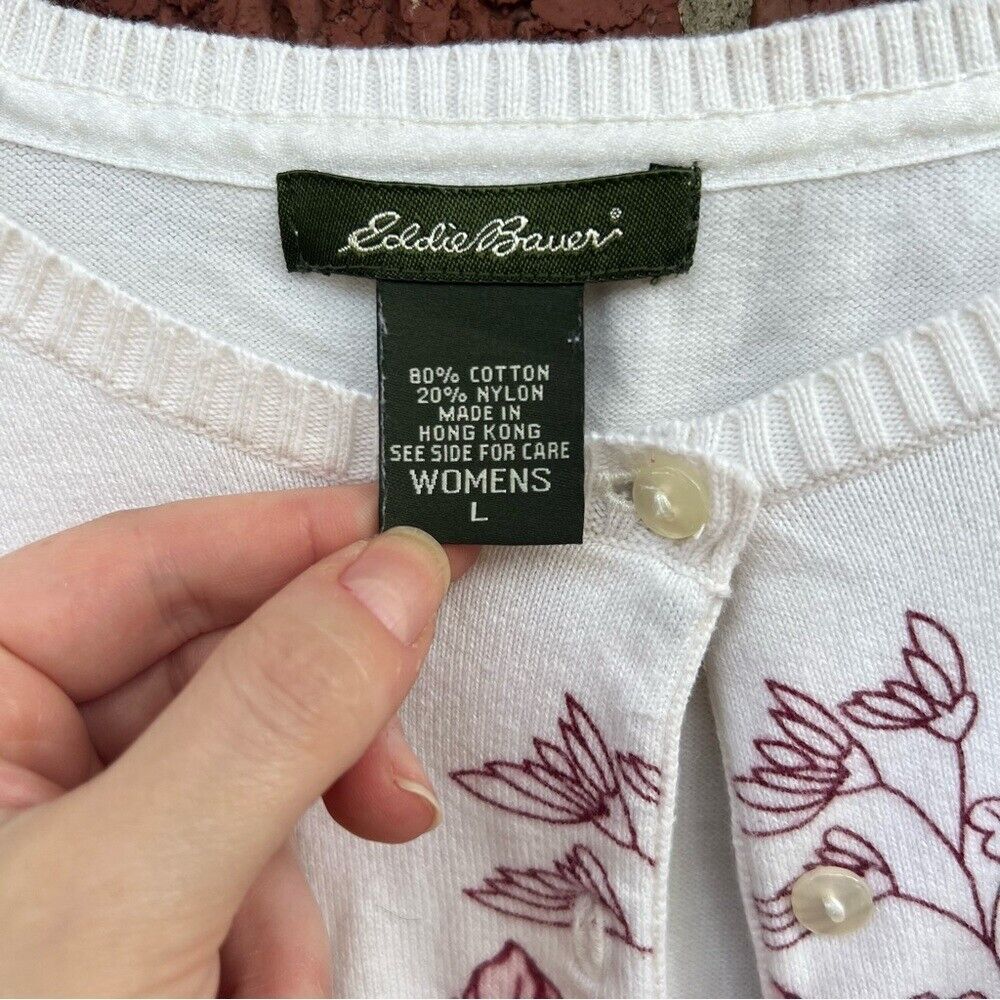 Eddie Bauer®
80% COTTON
20% NYLON
MADE IN
HONG KONG
SEE SIDE FOR CARE
WOMENS
L